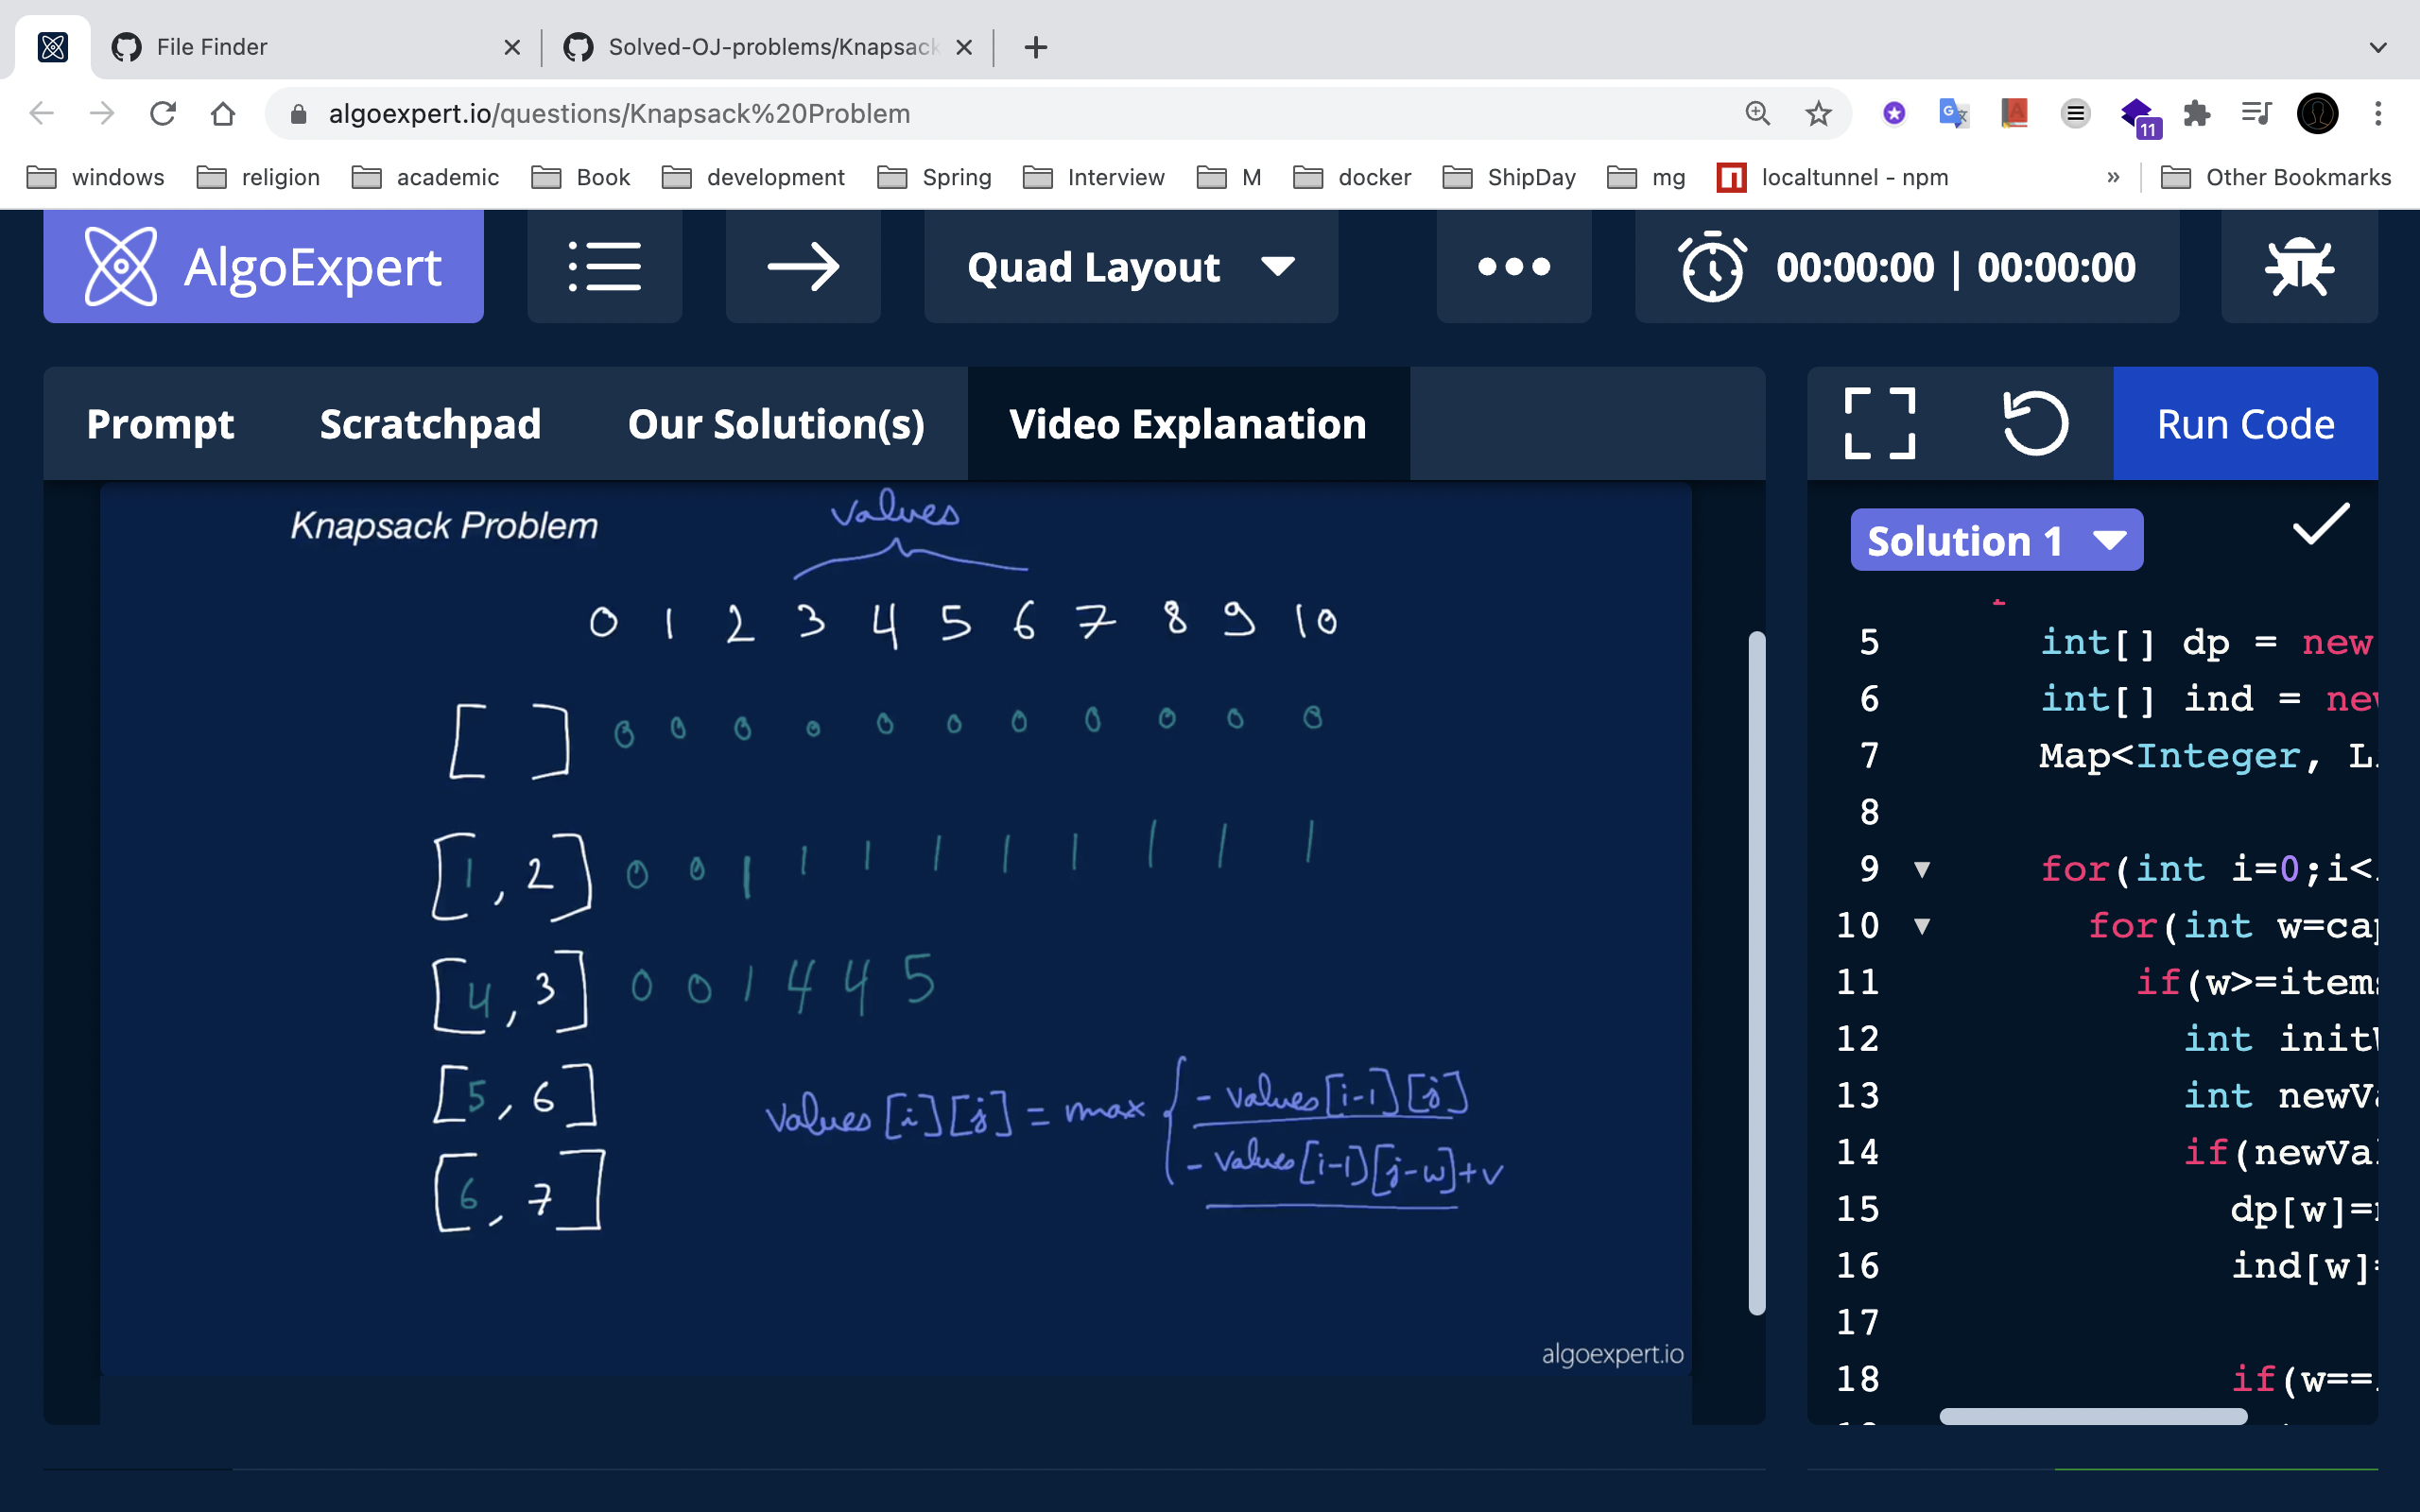 File Finder
Solved-OJ-problems/Knapsack
algoexpert.io/questions/Knapsack%20Problem
11
windows religion academic Book development Spring Interview M docker ShipDay mg localtunnel - npm » Other Bookmarks
AlgoExpert Quad Layout 00:00:00 | 00:00:00
Prompt Scratchpad Our Solution(s) Video Explanation
Run Code
Knapsack Problem
values
0 1 2 3 4 5 6 7 8 9 10
[ ] 0 0 0 0 0 0 0 0 0 0 0
[1, 2] 0 0 1 1 1 1 1 1 1 1 1
[4, 3] 0 0 1 4 4 5
[5, 6]
[6, 7]
values [i][j] = max { - values[i-1][j]
- values[i-1][j-w]+v
algoexpert.io
Solution 1
5 int[] dp = new
6 int[] ind = new
7 Map<Integer, L
8
9 for(int i=0;i<
10 for(int w=cap
11 if(w>=items
12 int init
13 int newVa
14 if(newVal
15 dp[w]=
16 ind[w]=
17
18 if(w==